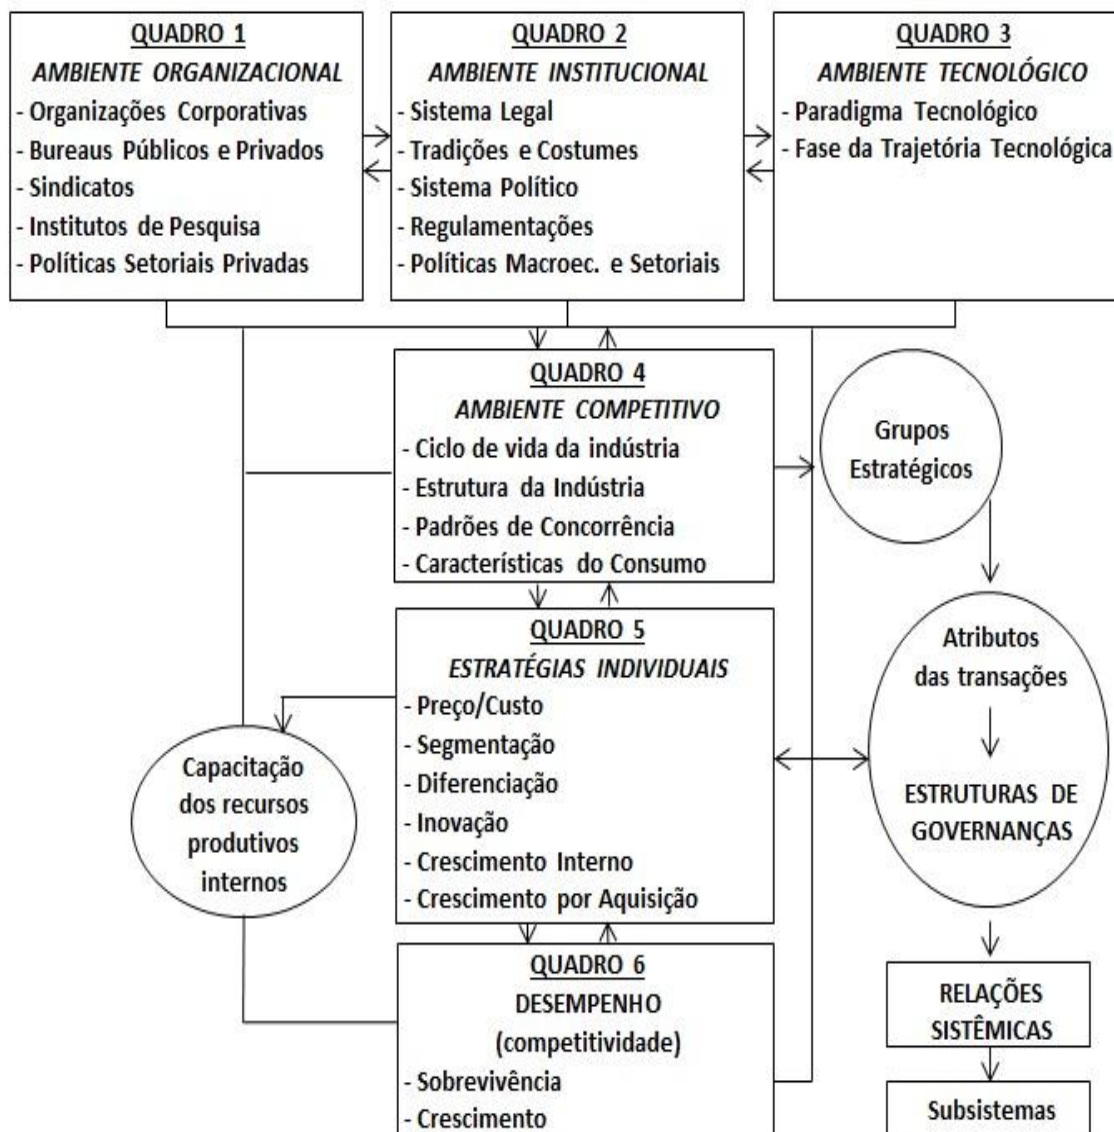 QUADRO 1
AMBIENTE ORGANIZACIONAL
- Organizações Corporativas
- Bureaus Públicos e Privados
- Sindicatos
- Institutos de Pesquisa
- Políticas Setoriais Privadas
QUADRO 2
AMBIENTE INSTITUCIONAL
- Sistema Legal
- Tradições e Costumes
- Sistema Político
- Regulamentações
- Políticas Macroec. e Setoriais
QUADRO 3
AMBIENTE TECNOLÓGICO
- Paradigma Tecnológico
- Fase da Trajetória Tecnológica
QUADRO 4
AMBIENTE COMPETITIVO
- Ciclo de vida da indústria
- Estrutura da Indústria
- Padrões de Concorrência
- Características do Consumo
Grupos
Estratégicos
QUADRO 5
ESTRATÉGIAS INDIVIDUAIS
- Preço/Custo
- Segmentação
- Diferenciação
- Inovação
- Crescimento Interno
- Crescimento por Aquisição
Atributos
das transações
ESTRUTURAS DE
GOVERNANÇAS
Capacitação
dos recursos
produtivos
internos
QUADRO 6
DESEMPENHO
(competitividade)
- Sobrevivência
- Crescimento
RELAÇÕES
SISTÊMICAS
Subsistemas